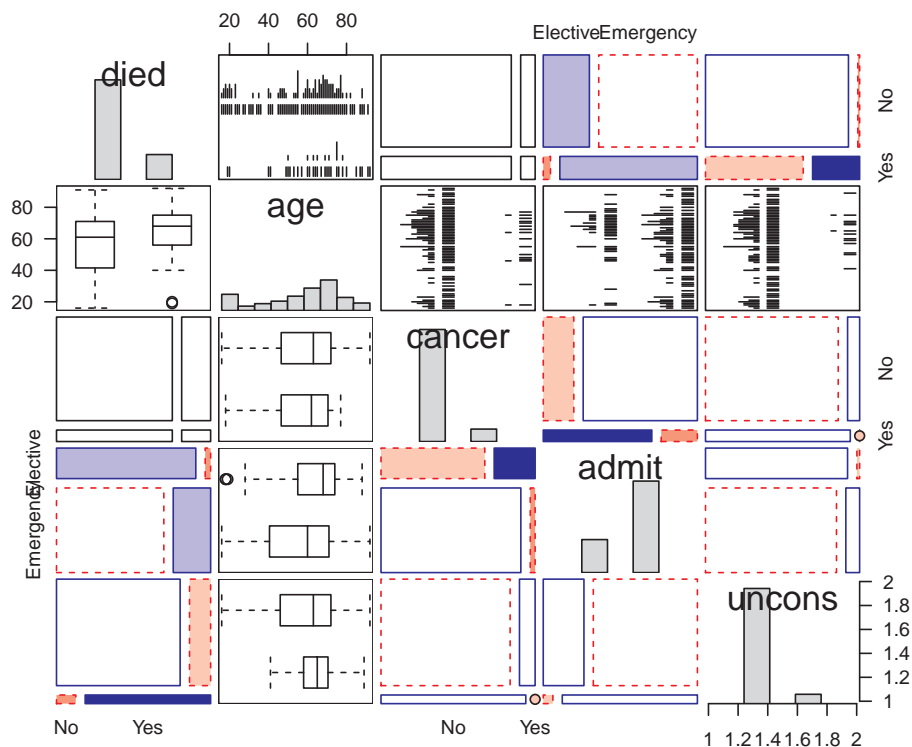 20 40 60 80
Elective Emergency
died
No
Yes
80
60
40
20
age
cancer
No
Yes
Elective
Emergency
admit
uncons
2
1.8
1.6
1.4
1.2
1
No Yes
No Yes
1 1.2 1.4 1.6 1.8 2